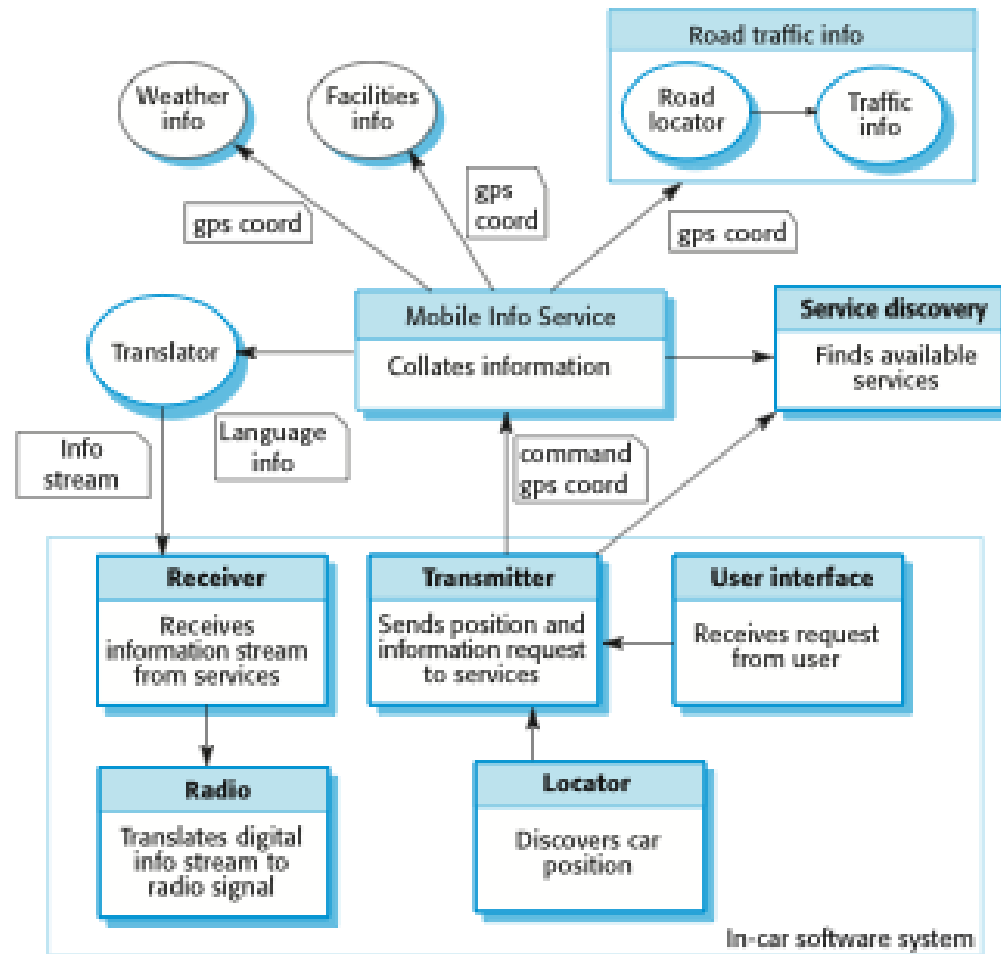 Road traffic info
Weather
info
Facilities
info
Road
locator
Traffic
info
gps coord
gps
coord
gps coord
Mobile Info Service
Collates information
Service discovery
Finds available
services
Translator
Info
stream
Language
info
command
gps coord
Receiver
Receives
information stream
from services
Transmitter
Sends position and
information request
to services
User interface
Receives request
from user
Radio
Translates digital
info stream to
radio signal
Locator
Discovers car
position
In-car software system